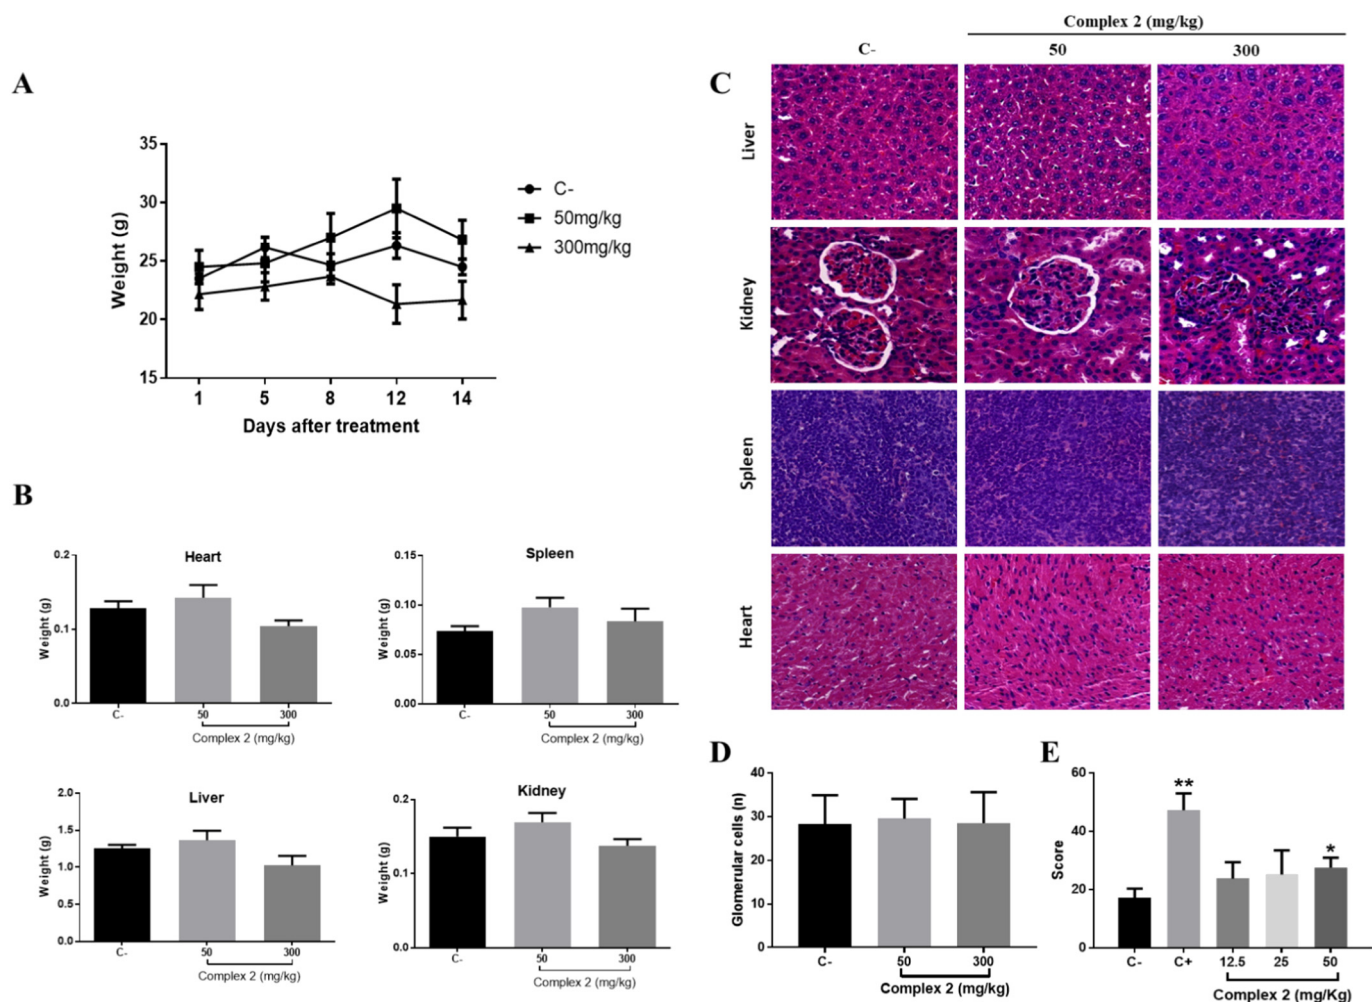 A
35
30
25
20
15
Weight (g)
1 5 8 12 14
Days after treatment
C-
50mg/kg
300mg/kg
B
Heart
0.2
0.1
0.0
Weight (g)
C- 50 300
Complex 2 (mg/kg)
Spleen
0.15
0.10
0.05
0.00
Weight (g)
C- 50 300
Complex 2 (mg/kg)
Liver
2.0
1.5
1.0
0.5
0.0
Weight (g)
C- 50 300
Complex 2 (mg/kg)
Kidney
0.2
0.1
0.0
Weight (g)
C- 50 300
Complex 2 (mg/kg)
C
Complex 2 (mg/kg)
C- 50 300
Liver
Kidney
Spleen
Heart
D
40
30
20
10
0
Glomerular cells (n)
C- 50 300
Complex 2 (mg/kg)
E
60
40
20
0
Score
**
*
C- C+ 12.5 25 50
Complex 2 (mg/Kg)